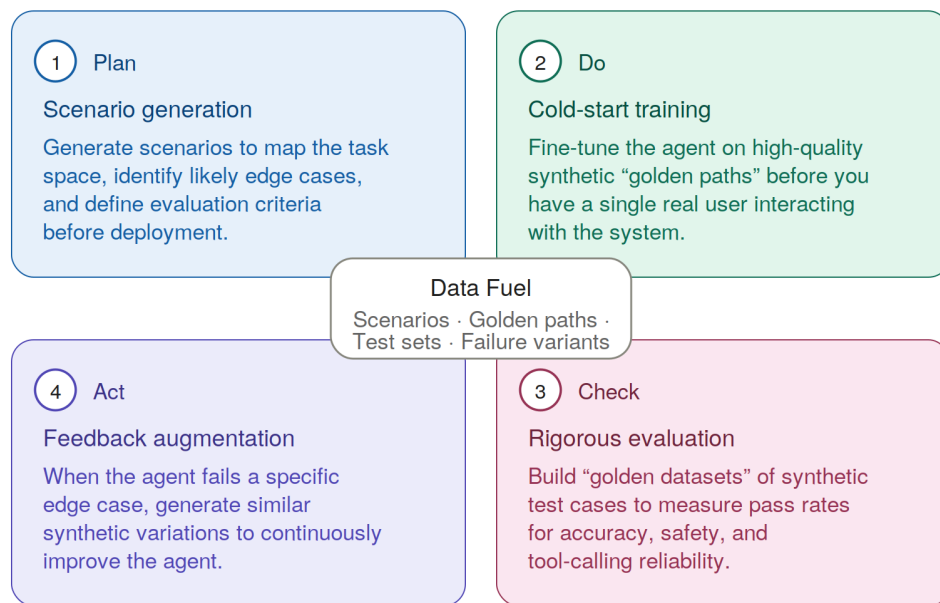 1 Plan
Scenario generation
Generate scenarios to map the task
space, identify likely edge cases,
and define evaluation criteria
before deployment.
2 Do
Cold-start training
Fine-tune the agent on high-quality
synthetic “golden paths” before you
have a single real user interacting
with the system.
Data Fuel
Scenarios · Golden paths ·
Test sets · Failure variants
4 Act
Feedback augmentation
When the agent fails a specific
edge case, generate similar
synthetic variations to continuously
improve the agent.
3 Check
Rigorous evaluation
Build “golden datasets” of synthetic
test cases to measure pass rates
for accuracy, safety, and
tool-calling reliability.